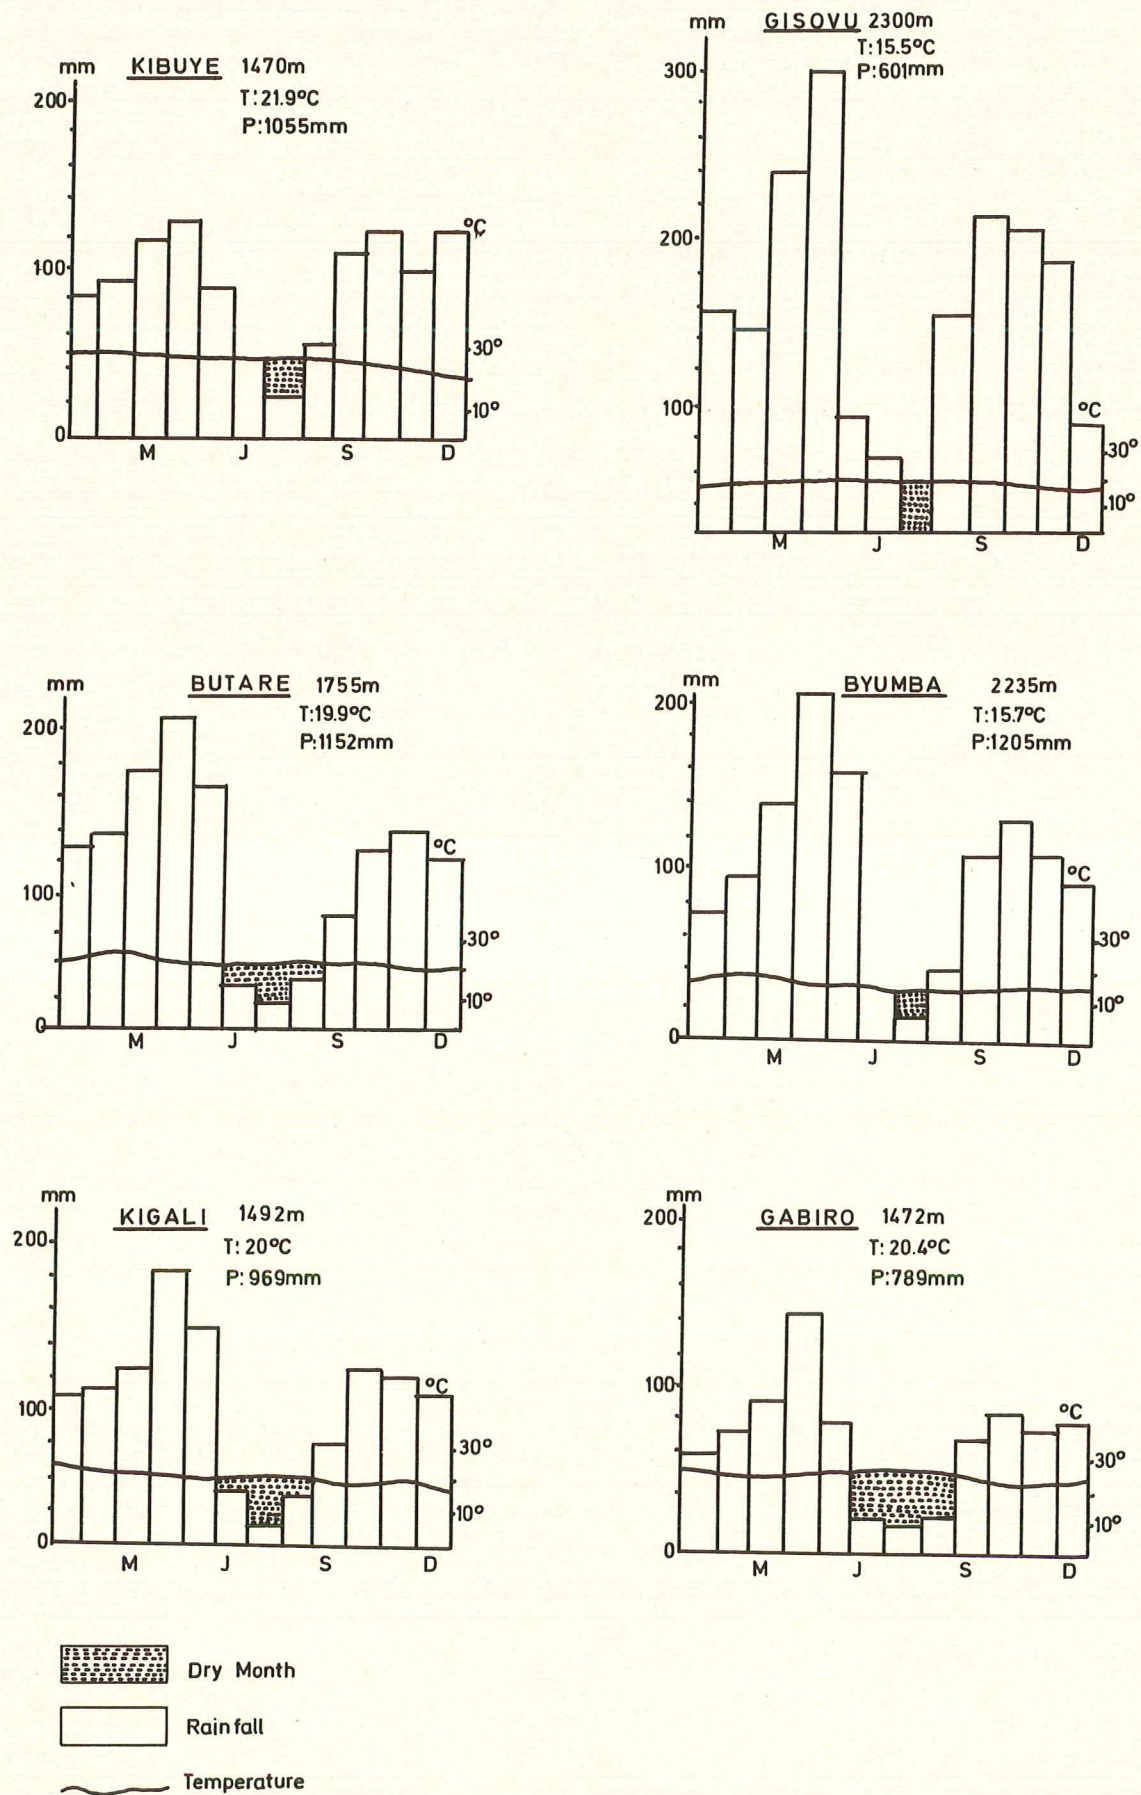 mm KIBUYE 1470m
T:21.9°C
P:1055mm
200
100
0
°C
30°
10°
M J S D
mm GISOVU 2300m
T:15.5°C
P:601mm
300
200
100
°C
30°
10°
M J S D
mm BUTARE 1755m
T:19.9°C
P:1152mm
200
100
0
°C
30°
10°
M J S D
mm BYUMBA 2235m
T:15.7°C
P:1205mm
200
100
0
°C
30°
10°
M J S D
mm KIGALI 1492m
T: 20°C
P: 969mm
200
100
0
°C
30°
10°
M J S D
mm GABIRO 1472m
T: 20.4°C
P:789mm
200
100
0
°C
30°
10°
M J S D
Dry Month
Rainfall
Temperature